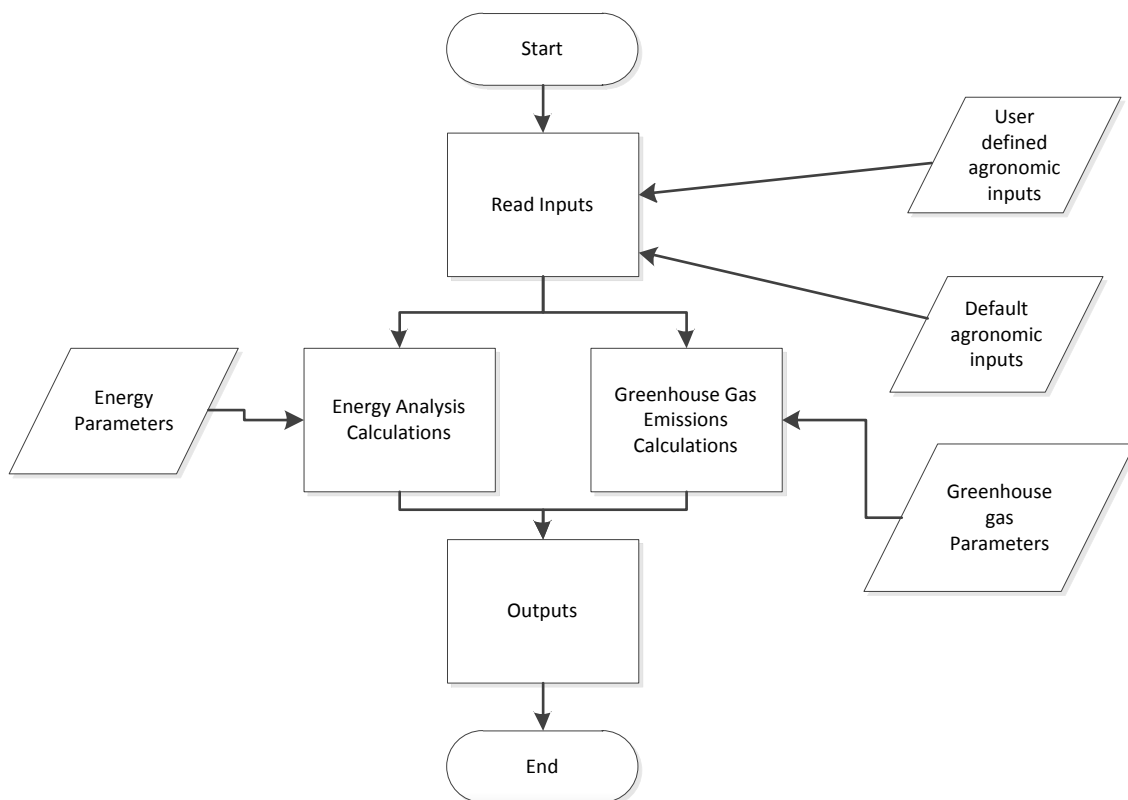 Start
User
defined
agronomic
inputs
Read Inputs
Default
agronomic
inputs
Energy
Parameters
Energy Analysis
Calculations
Greenhouse Gas
Emissions
Calculations
Greenhouse
gas
Parameters
Outputs
End